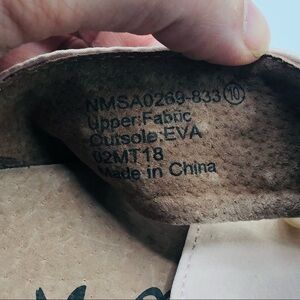 NMSA0269-833 ⑩
Upper:Fabric
Outsole:EVA
02MT18
Made in China